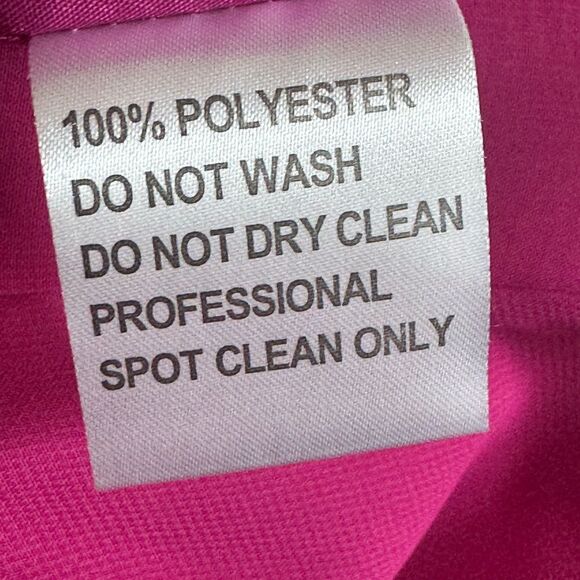 100% POLYESTER
DO NOT WASH
DO NOT DRY CLEAN
PROFESSIONAL
SPOT CLEAN ONLY